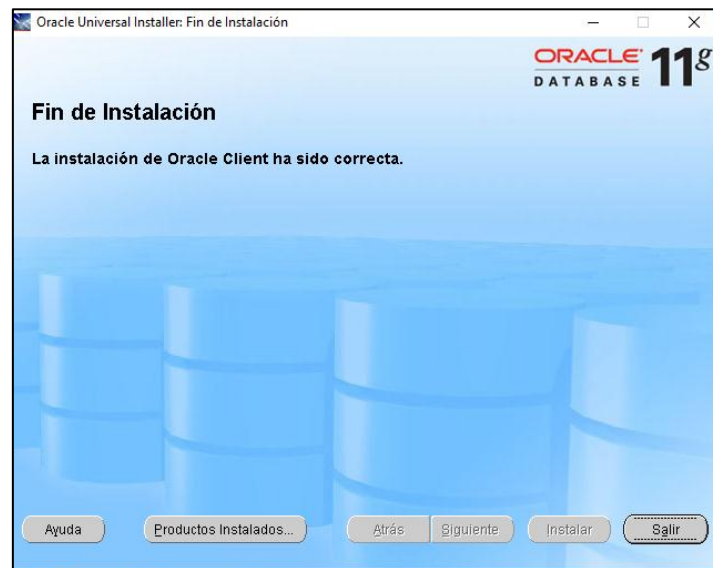 Oracle Universal Installer: Fin de Instalación
ORACLE
DATABASE 11g
Fin de Instalación
La instalación de Oracle Client ha sido correcta.
Ayuda Productos Instalados... Atrás Siguiente Instalar Salir